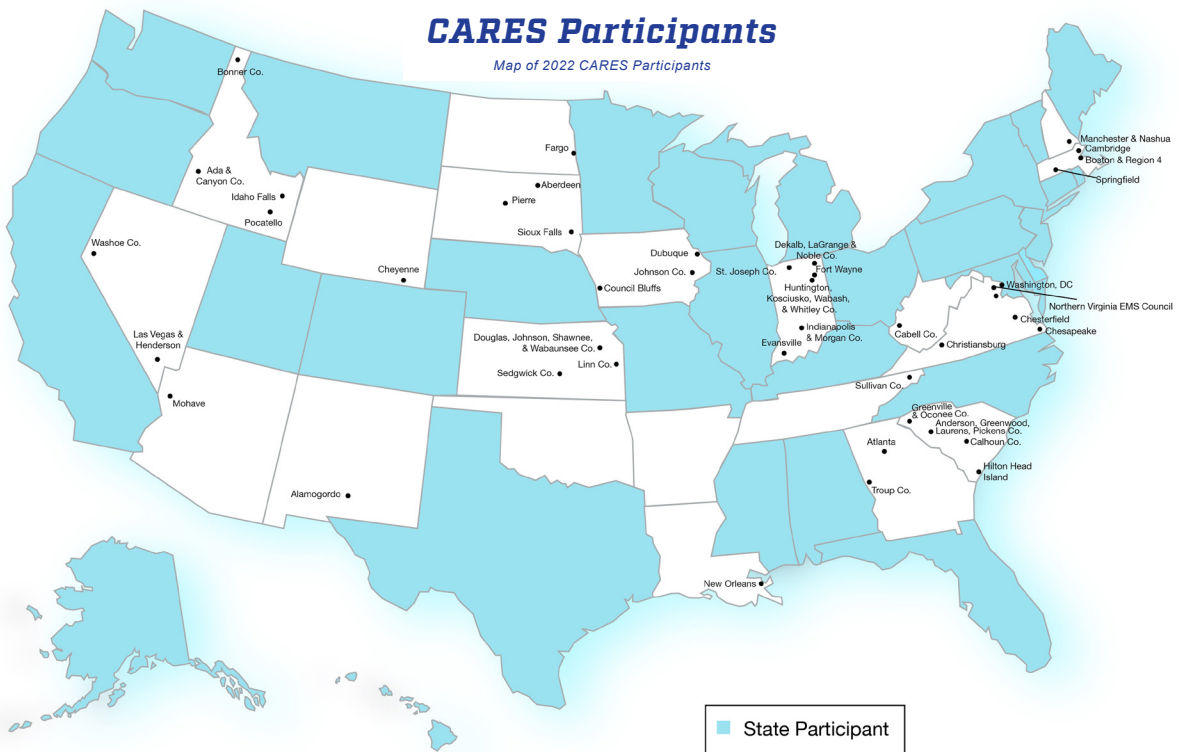 CARES Participants
Map of 2022 CARES Participants
Bonner Co.
Ada &
Canyon Co.
Idaho Falls
Pocatello
Washoe Co.
Las Vegas &
Henderson
Mohave
Cheyenne
Alamogordo
Fargo
Aberdeen
Pierre
Sioux Falls
Dubuque
Johnson Co.
Council Bluffs
Douglas, Johnson, Shawnee,
& Wabaunsee Co.
Linn Co.
Sedgwick Co.
Dekalb, LaGrange &
Noble Co.
St. Joseph Co.
Fort Wayne
Huntington,
Kosciusko, Wabash,
& Whitley Co.
Indianapolis
& Morgan Co.
Evansville
Manchester & Nashua
Cambridge
Boston & Region 4
Springfield
Washington, DC
Northern Virginia EMS Council
Chesterfield
Chesapeake
Cabell Co.
Christiansburg
Sullivan Co.
Greenville
& Oconee Co.
Anderson, Greenwood,
Laurens, Pickens Co.
Calhoun Co.
Atlanta
Hilton Head
Island
Troup Co.
New Orleans
State Participant